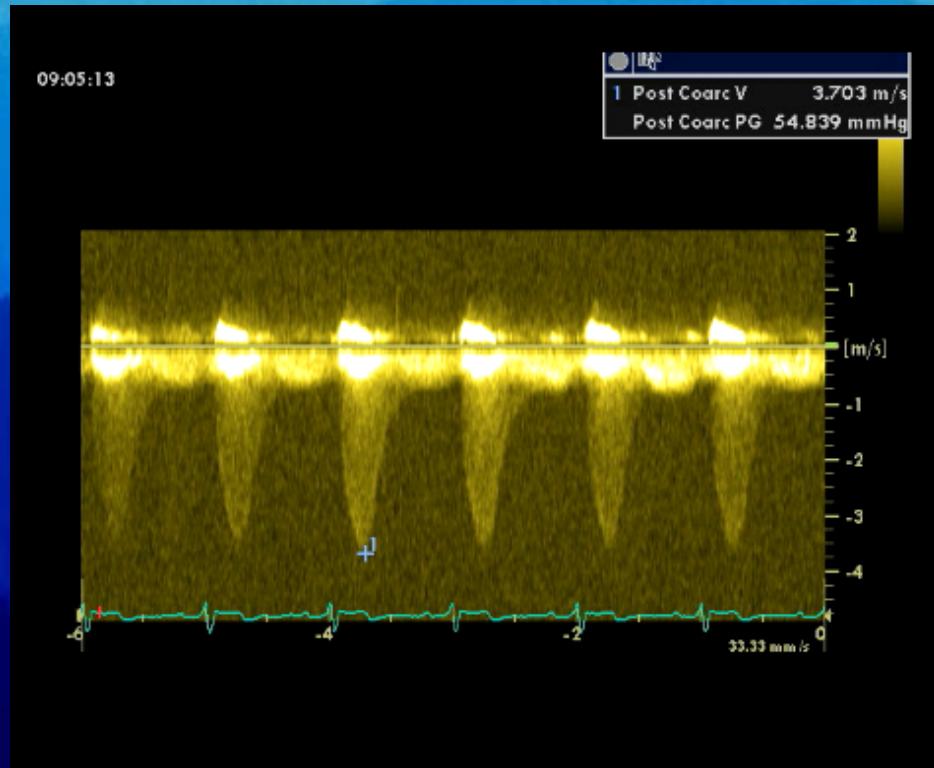 09:05:13
1 Post Coarc V 3.703 m/s
Post Coarc PG 54.839 mmHg
2
1
[m/s]
-1
-2
-3
1
-4
-6 -4 -2 0
33.33 mm/s